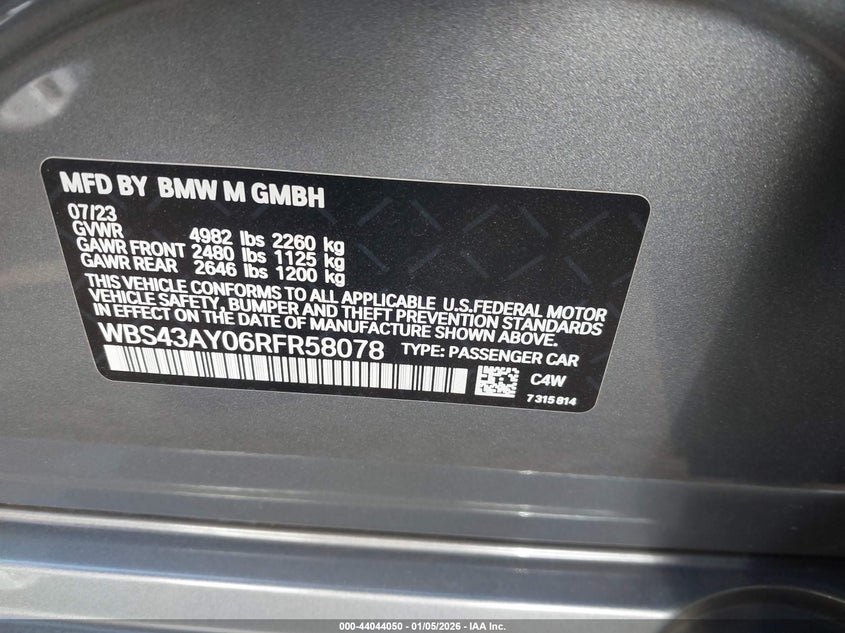 MFD BY BMW M GMBH
07/23
GVWR 4982 lbs 2260 kg
GAWR FRONT 2480 lbs 1125 kg
GAWR REAR 2646 lbs 1200 kg
THIS VEHICLE CONFORMS TO ALL APPLICABLE U.S.FEDERAL MOTOR
VEHICLE SAFETY, BUMPER AND THEFT PREVENTION STANDARDS
IN EFFECT ON THE DATE OF MANUFACTURE SHOWN ABOVE.
WBS43AY06RFR58078 TYPE: PASSENGER CAR
C4W
7315814
000-44044050 - 01/05/2026 - IAA Inc.